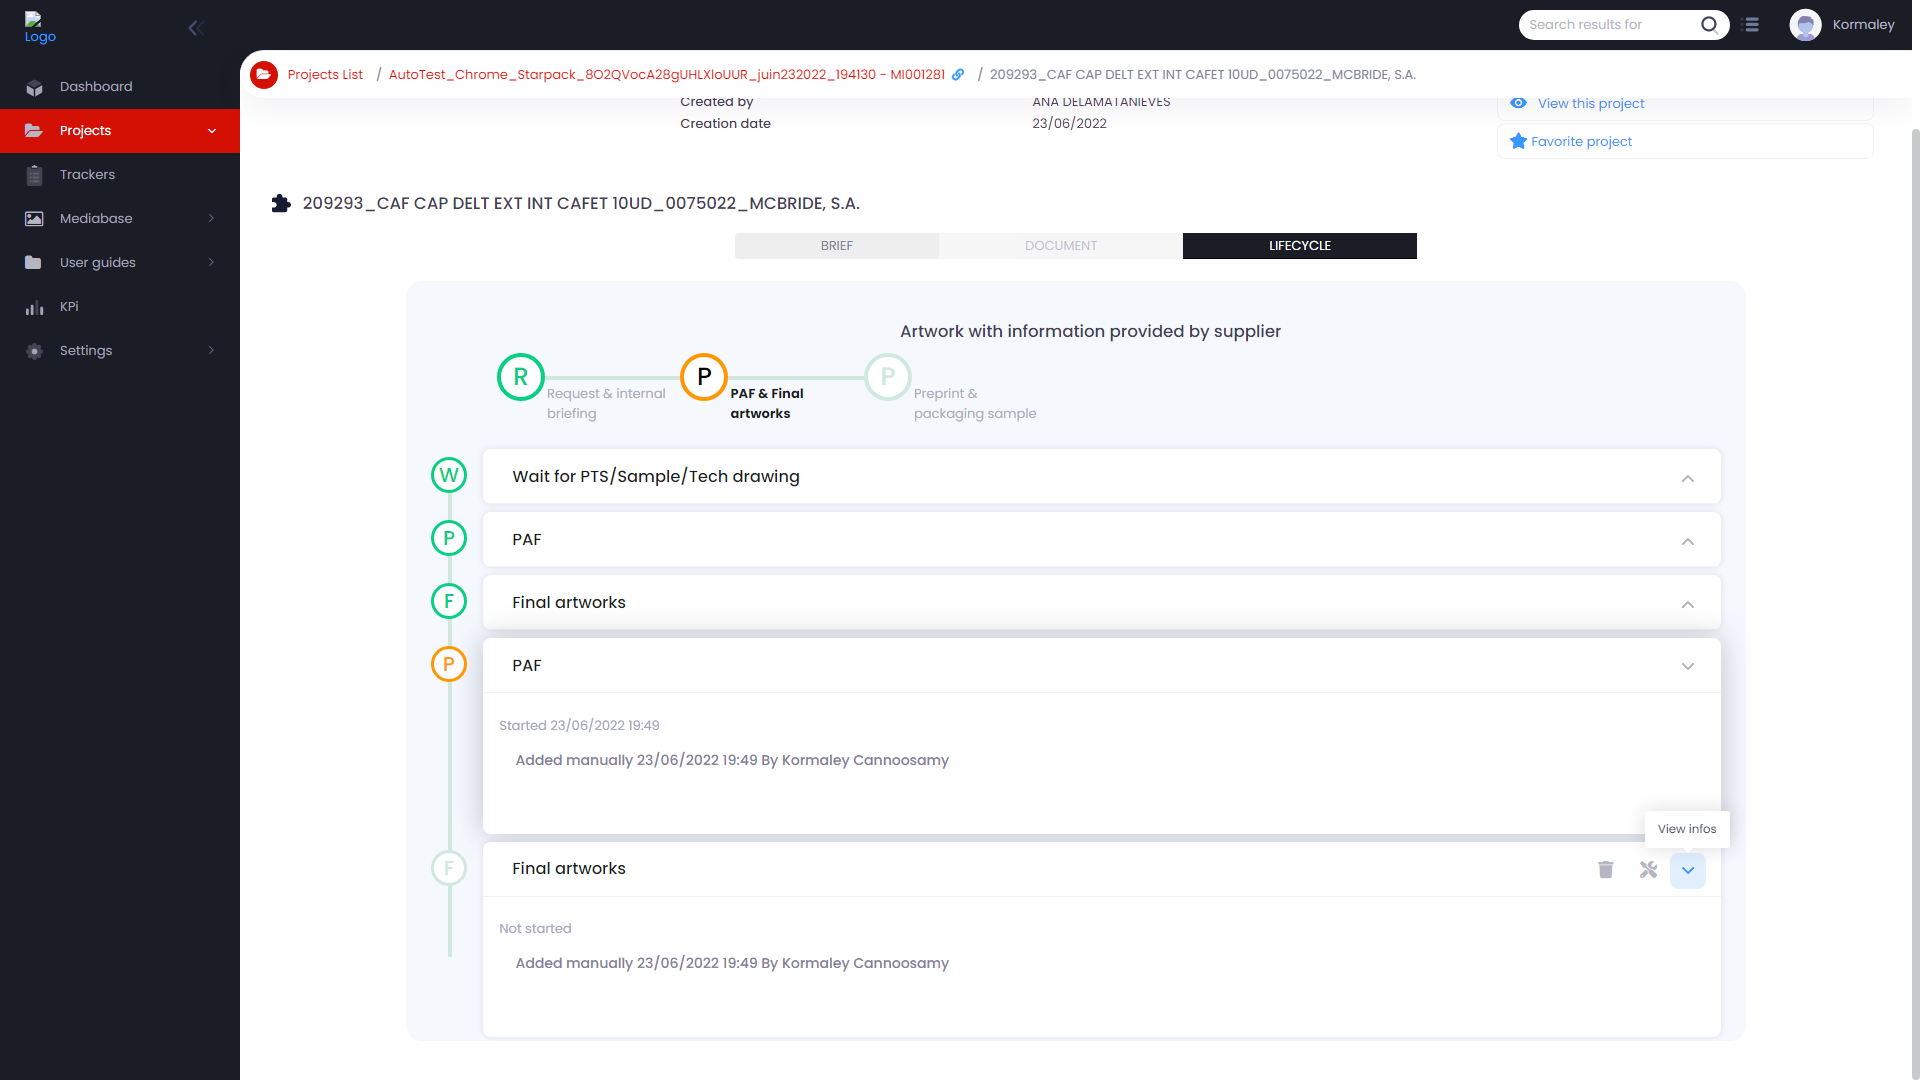 Logo
Search results for
Kormaley
Projects List / AutoTest_Chrome_Starpack_8O2QVocA28gUHLXIoUUR_juin232022_194130 - MI001281 / 209293_CAF CAP DELT EXT INT CAFET 10UD_0075022_MCBRIDE, S.A.
Dashboard
Projects
Trackers
Mediabase
User guides
KPi
Settings
Created by ANA DELAMATANIEVES
Creation date 23/06/2022
View this project
Favorite project
209293_CAF CAP DELT EXT INT CAFET 10UD_0075022_MCBRIDE, S.A.
BRIEF DOCUMENT LIFECYCLE
Artwork with information provided by supplier
R P P
Request & internal
briefing
PAF & Final
artworks
Preprint &
packaging sample
W Wait for PTS/Sample/Tech drawing
P PAF
F Final artworks
P PAF
Started 23/06/2022 19:49
Added manually 23/06/2022 19:49 By Kormaley Cannoosamy
View infos
F Final artworks
Not started
Added manually 23/06/2022 19:49 By Kormaley Cannoosamy